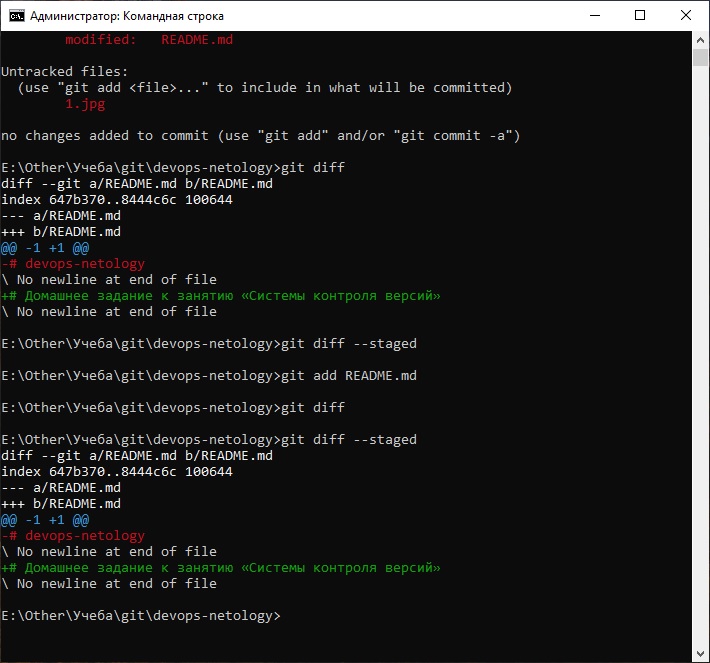 Администратор: Командная строка
modified:   README.md
Untracked files:
(use "git add <file>..." to include in what will be committed)
1.jpg
no changes added to commit (use "git add" and/or "git commit -a")
E:\Other\Учеба\git\devops-netology>git diff
diff --git a/README.md b/README.md
index 647b370..8444c6c 100644
--- a/README.md
+++ b/README.md
@@ -1 +1 @@
-# devops-netology
\ No newline at end of file
+# Домашнее задание к занятию «Системы контроля версий»
\ No newline at end of file
E:\Other\Учеба\git\devops-netology>git diff --staged
E:\Other\Учеба\git\devops-netology>git add README.md
E:\Other\Учеба\git\devops-netology>git diff
E:\Other\Учеба\git\devops-netology>git diff --staged
diff --git a/README.md b/README.md
index 647b370..8444c6c 100644
--- a/README.md
+++ b/README.md
@@ -1 +1 @@
-# devops-netology
\ No newline at end of file
+# Домашнее задание к занятию «Системы контроля версий»
\ No newline at end of file
E:\Other\Учеба\git\devops-netology>